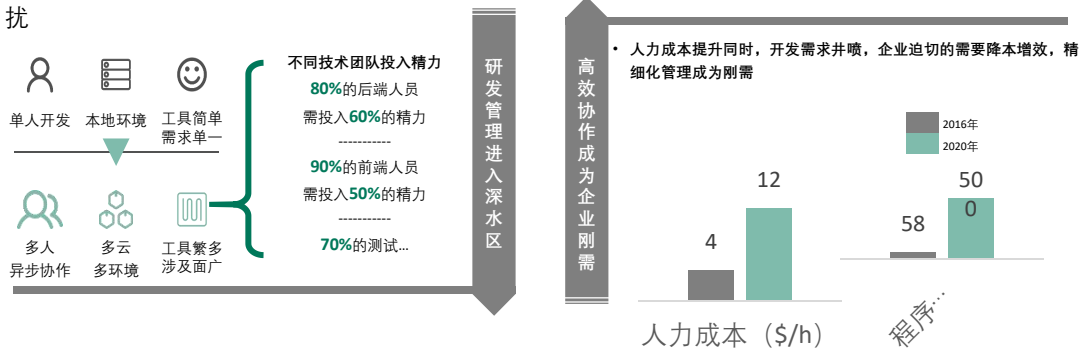 扰
单人开发
本地环境
工具简单
需求单一
多人
异步协作
多云
多环境
工具繁多
涉及面广
不同技术团队投入精力
80%的后端人员
需投入60%的精力
-----------
90%的前端人员
需投入50%的精力
-----------
70%的测试…
研发管理进入深水区
高效协作成为企业刚需
• 人力成本提升同时，开发需求井喷，企业迫切的需要降本增效，精
细化管理成为刚需
2016年
2020年
4
12
人力成本（$/h）
58
50
0
程序…